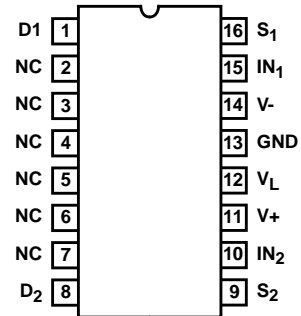 D1 1 16 S₁
NC 2 15 IN₁
NC 3 14 V-
NC 4 13 GND
NC 5 12 V_L
NC 6 11 V+
NC 7 10 IN₂
D₂ 8 9 S₂